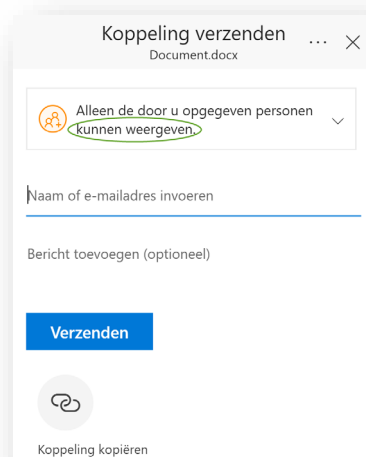 Koppeling verzenden
Document.docx
Alleen de door u opgegeven personen
kunnen weergeven.
Naam of e-mailadres invoeren
Bericht toevoegen (optioneel)
Verzenden
Koppeling kopiëren